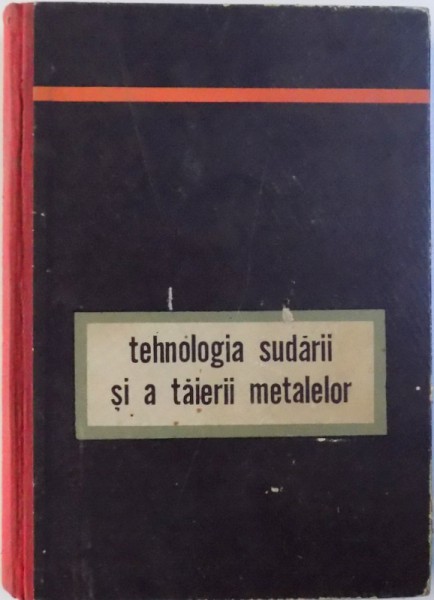 tehnologia sudării
și a tăierii metalelor